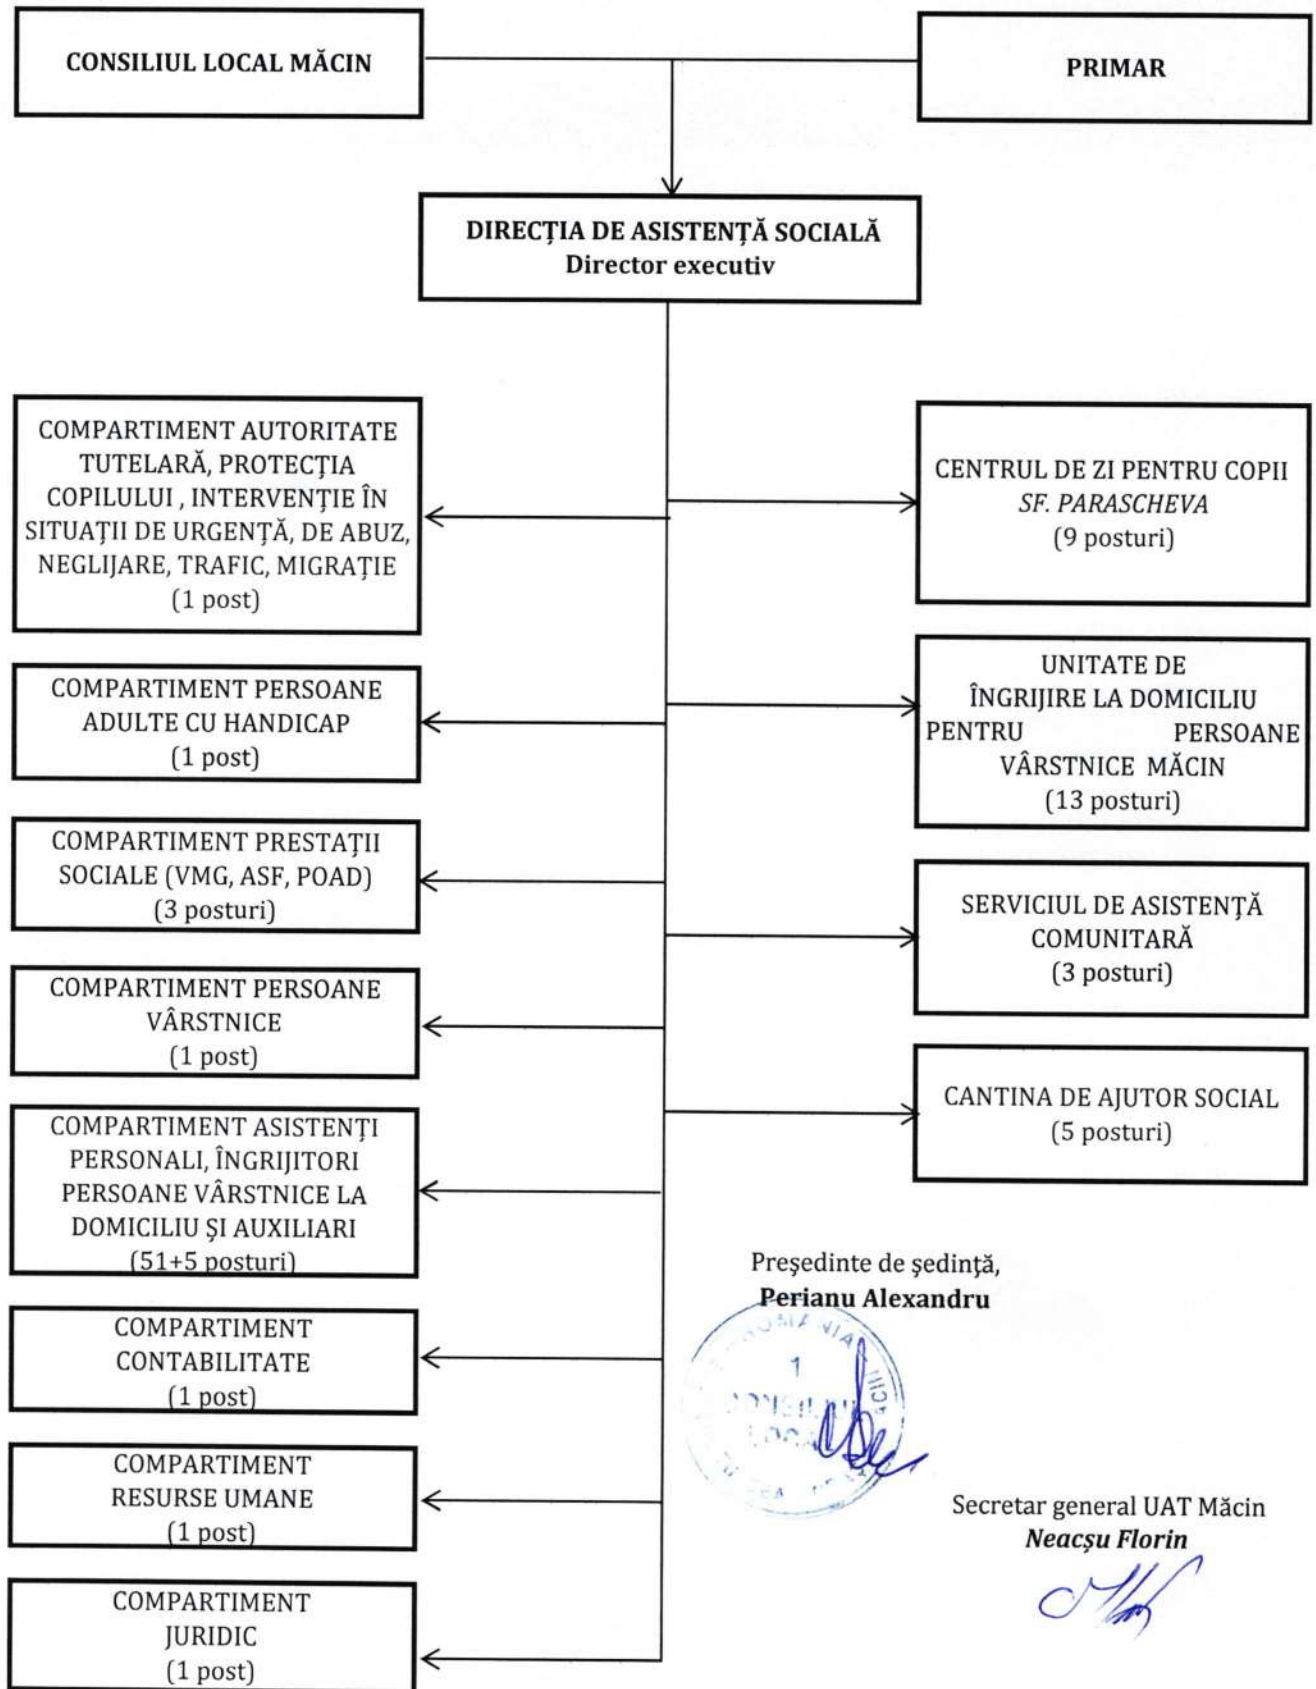 CONSILIUL LOCAL MĂCIN
PRIMAR
DIRECȚIA DE ASISTENȚĂ SOCIALĂ
Director executiv
COMPARTIMENT AUTORITATE
TUTELARĂ, PROTECȚIA
COPILULUI , INTERVENȚIE ÎN
SITUAȚII DE URGENȚĂ, DE ABUZ,
NEGLIJARE, TRAFIC, MIGRAȚIE
(1 post)
COMPARTIMENT PERSOANE
ADULTE CU HANDICAP
(1 post)
COMPARTIMENT PRESTAȚII
SOCIALE (VMG, ASF, POAD)
(3 posturi)
COMPARTIMENT PERSOANE
VÂRSTNICE
(1 post)
COMPARTIMENT ASISTENȚI
PERSONALI, ÎNGRIJITORI
PERSOANE VÂRSTNICE LA
DOMICILIU ȘI AUXILIARI
(51+5 posturi)
COMPARTIMENT
CONTABILITATE
(1 post)
COMPARTIMENT
RESURSE UMANE
(1 post)
COMPARTIMENT
JURIDIC
(1 post)
CENTRUL DE ZI PENTRU COPII
SF. PARASCHEVA
(9 posturi)
UNITATE DE
ÎNGRIJIRE LA DOMICILIU
PENTRU PERSOANE
VÂRSTNICE MĂCIN
(13 posturi)
SERVICIUL DE ASISTENȚĂ
COMUNITARĂ
(3 posturi)
CANTINA DE AJUTOR SOCIAL
(5 posturi)
Președinte de ședință,
Perianu Alexandru
ROMANIA
1
LOCAL
Secretar general UAT Măcin
Neacșu Florin